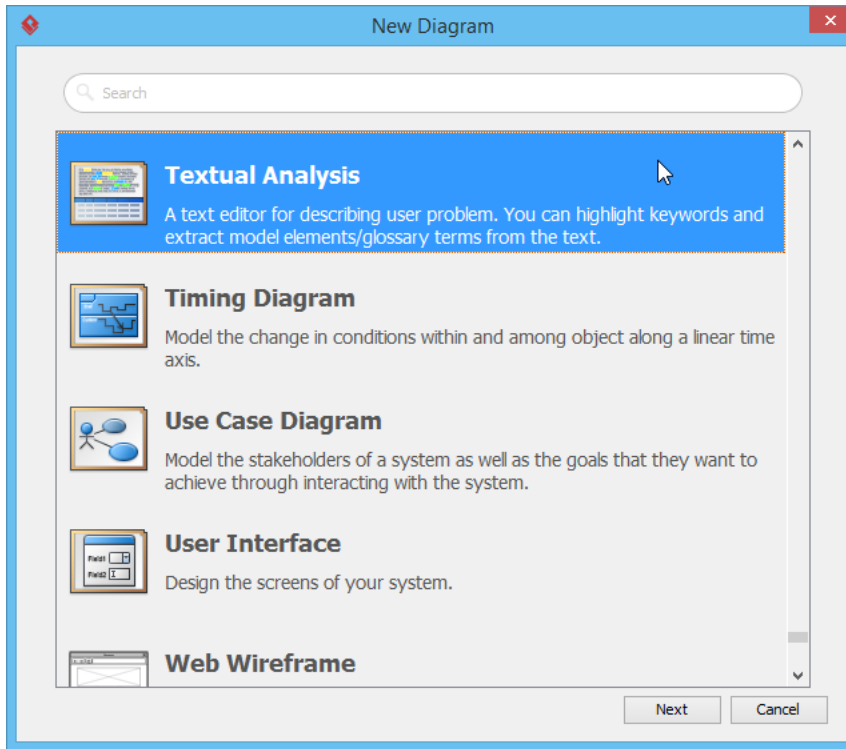 New Diagram
Search
Textual Analysis
A text editor for describing user problem. You can highlight keywords and
extract model elements/glossary terms from the text.
Timing Diagram
Model the change in conditions within and among object along a linear time
axis.
Use Case Diagram
Model the stakeholders of a system as well as the goals that they want to
achieve through interacting with the system.
User Interface
Field1
Field2
Design the screens of your system.
Web Wireframe
Next
Cancel